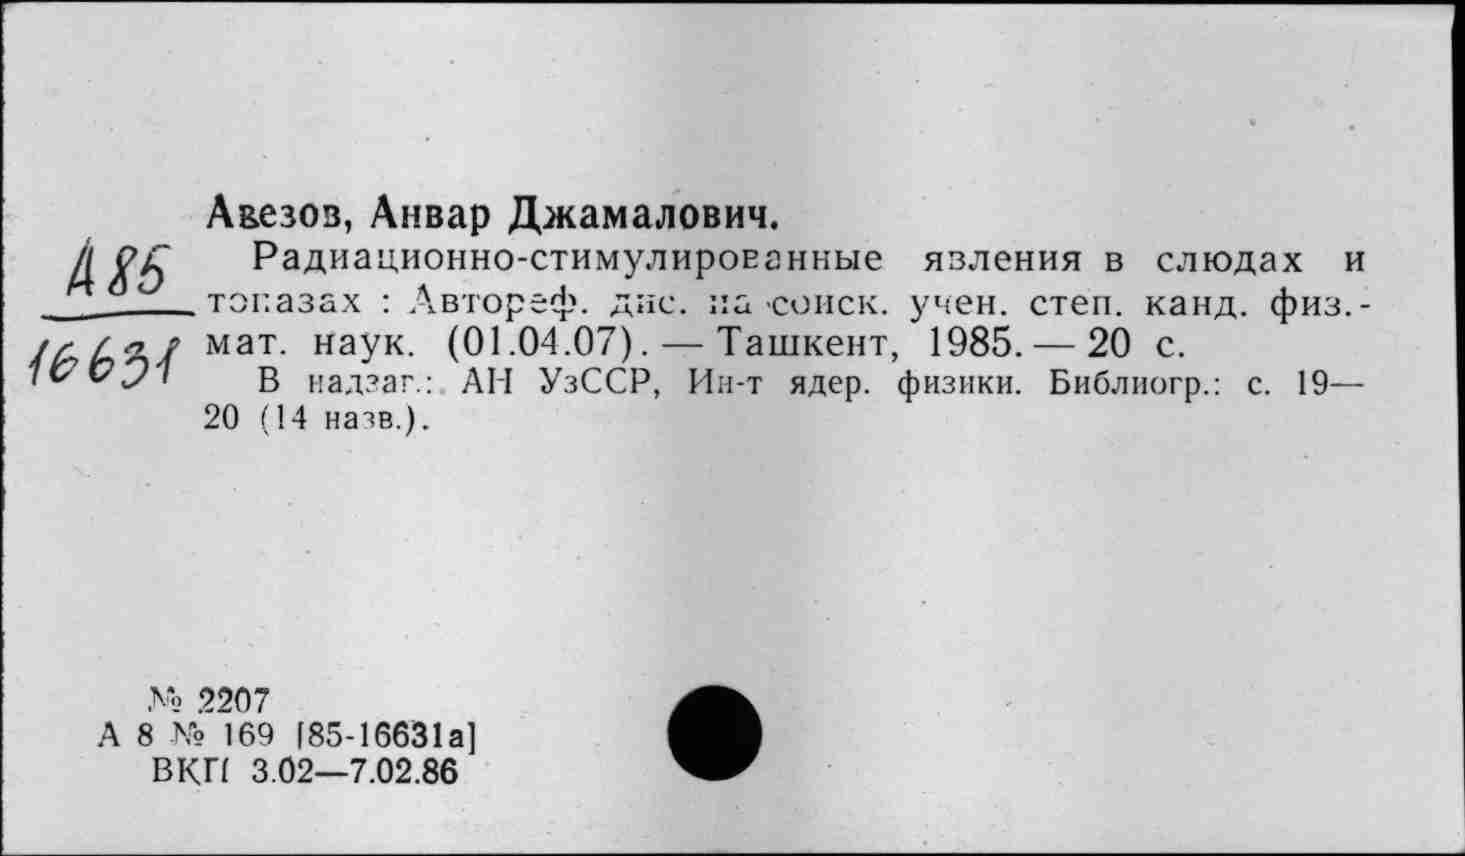 Авезов, Анвар Джамалович.
А85
Радиационно-стимулированные явления в слюдах и
топазах : Автореф. дис. на соиск. учен. степ. канд. физ.-
16631
мат. наук. (01.04.07). — Ташкент, 1985. — 20 с.
В надзаг.: АН УзССР, Ин-т ядер. физики. Библиогр.: с. 19—
20 (14 назв.).
№ 2207
А 8 № 169 [85-16631а]
ВКП 3.02—7.02.86